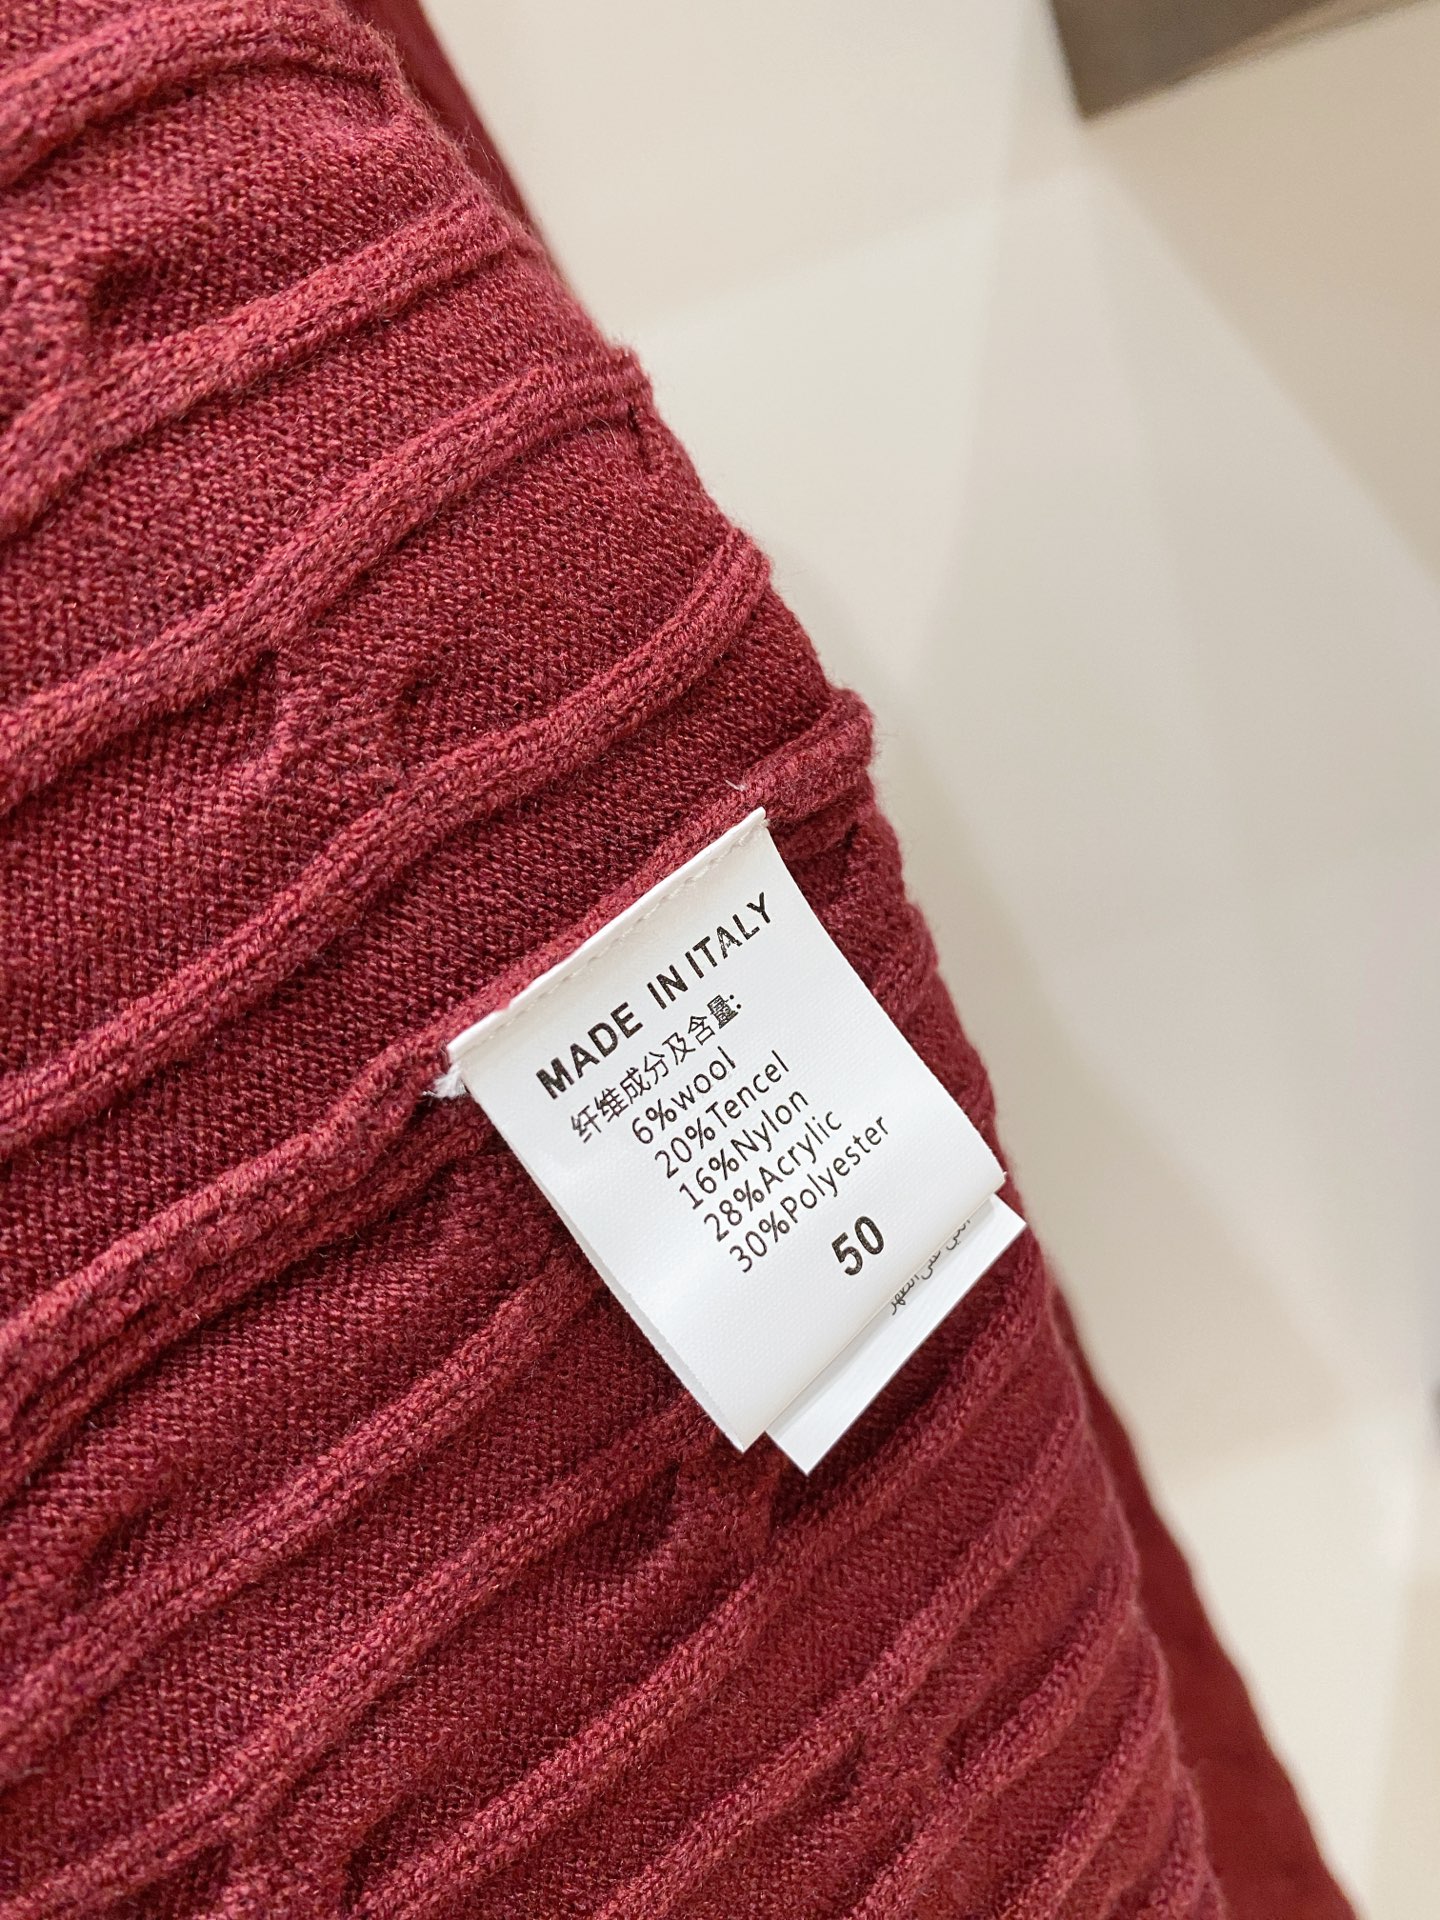 MADE IN ITALY
纤维成分及含量:
6%wool
20%Tencel
16%Nylon
28%Acrylic
30%Polyester
50